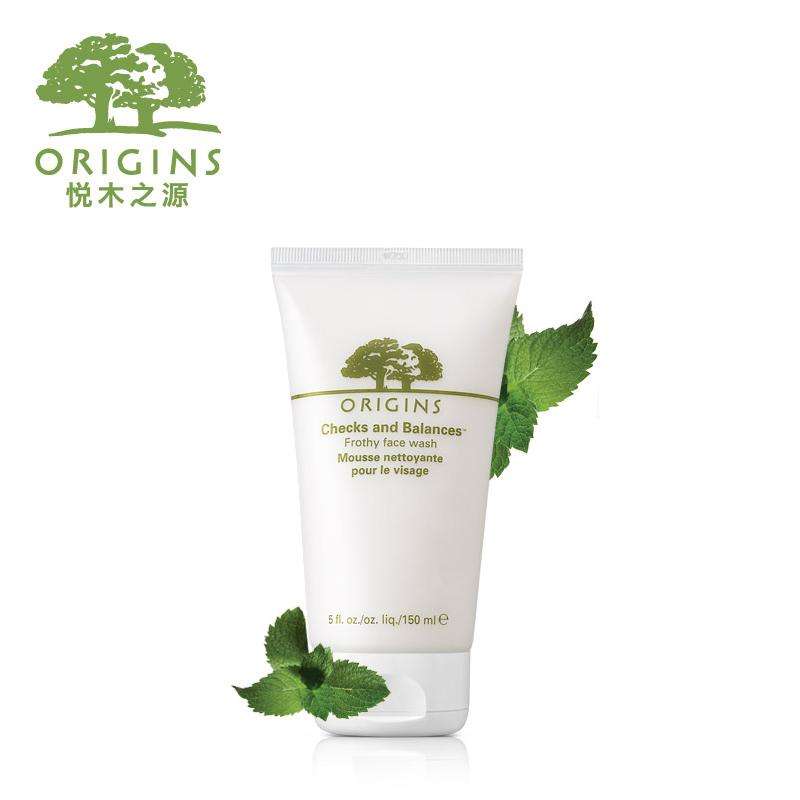 ORIGINS
悦木之源
ORIGINS
Checks and Balances™
Frothy face wash
Mousse nettoyante
pour le visage
5 fl. oz./oz. liq./150 ml ℮